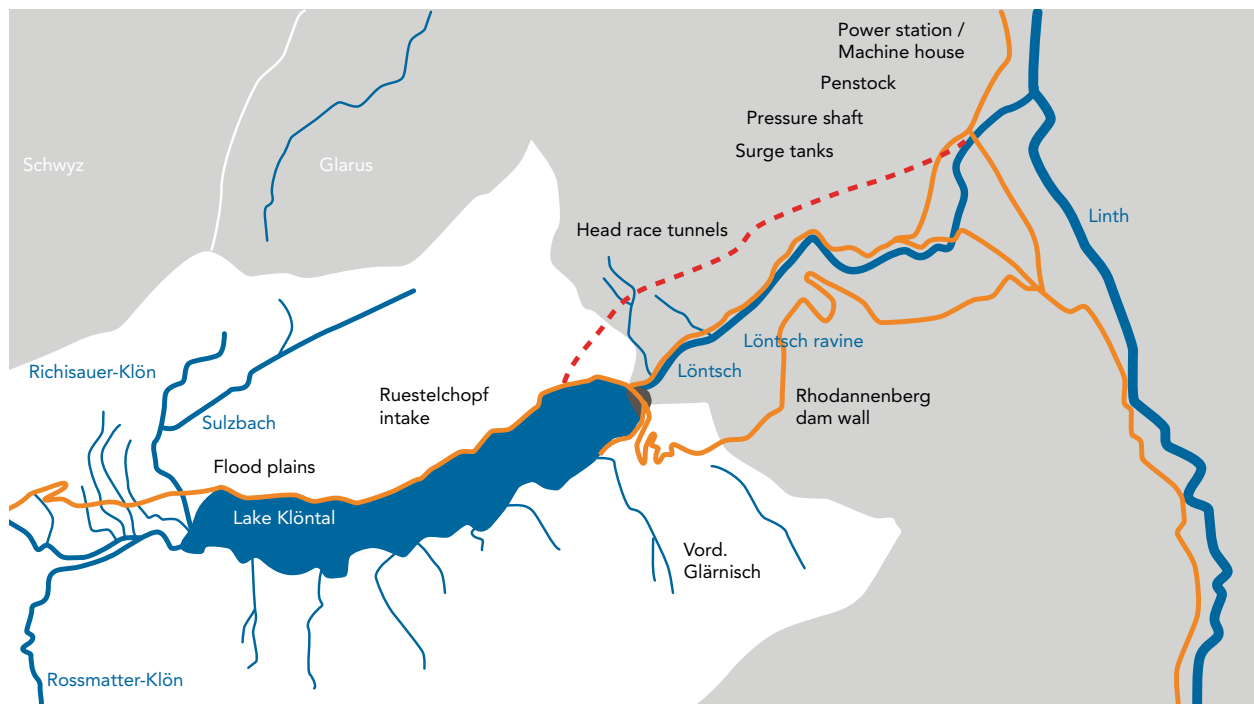 Power station /
Machine house
Penstock
Pressure shaft
Surge tanks
Schwyz
Glarus
Linth
Head race tunnels
Löntsch ravine
Richisauer-Klön
Löntsch
Ruestelchopf
intake
Rhodannenberg
dam wall
Sulzbach
Flood plains
Lake Klöntal
Vord.
Glärnisch
Rossmatter-Klön